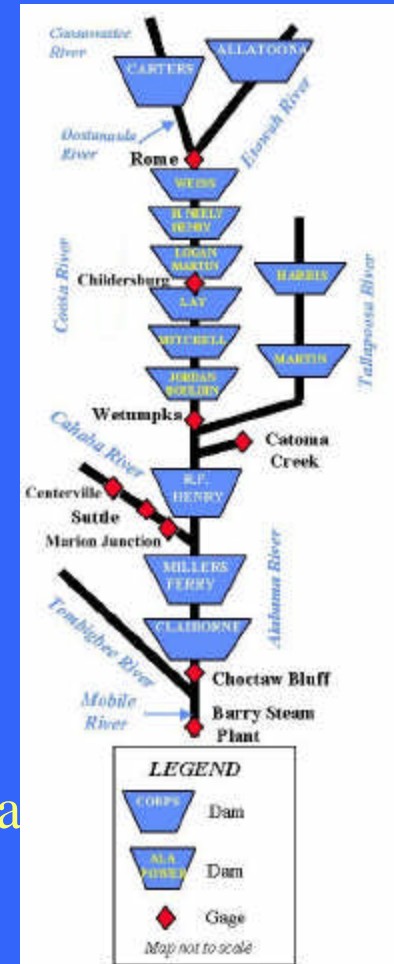 Coosawattee
River
CARTERS
ALLATOONA
Oostanaula
River
Etowah River
Rome
WEISS
H. NEELY
HENRY
LOGAN
MARTIN
Childersburg
LAY
MITCHELL
JORDAN
BOULDIN
Coosa River
HARRIS
MARTIN
Tallapoosa River
Wetumpka
Catoma
Creek
Cahaba River
Centerville
Suttle
Marion Junction
R.F.
HENRY
MILLERS
FERRY
CLAIBORNE
Alabama River
Tombigbee River
Choctaw Bluff
Mobile
River
Barry Steam
Plant
a
LEGEND
CORPS
Dam
ALA
POWER
Dam
Gage
Map not to scale